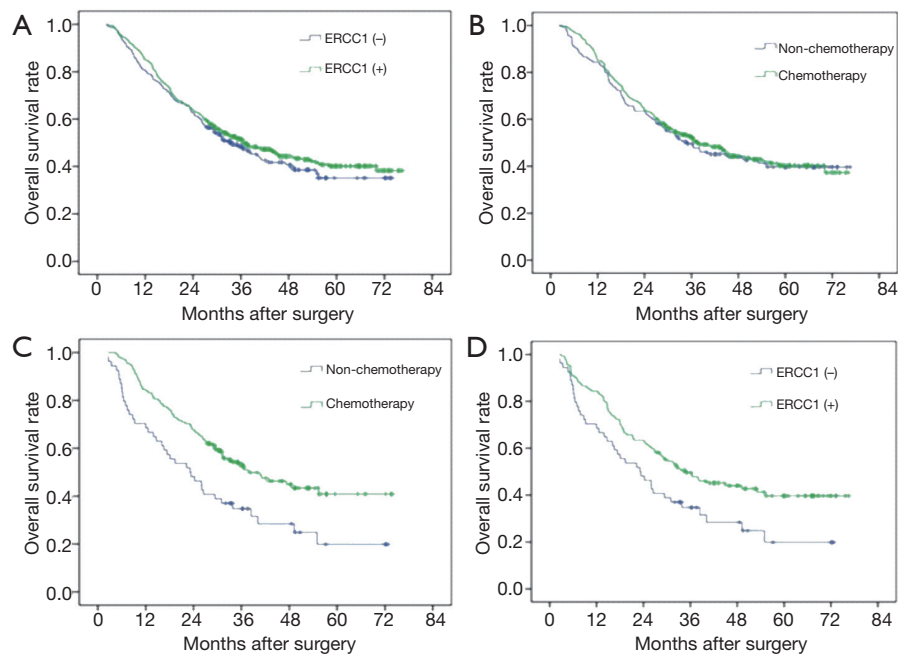 A
Overall survival rate
1.0
0.8
0.6
0.4
0.2
0.0
ERCC1 (-)
ERCC1 (+)
0 12 24 36 48 60 72 84
Months after surgery
B
Overall survival rate
1.0
0.8
0.6
0.4
0.2
0.0
Non-chemotherapy
Chemotherapy
0 12 24 36 48 60 72 84
Months after surgery
C
Overall survival rate
1.0
0.8
0.6
0.4
0.2
0.0
Non-chemotherapy
Chemotherapy
0 12 24 36 48 60 72 84
Months after surgery
D
Overall survival rate
1.0
0.8
0.6
0.4
0.2
0.0
ERCC1 (-)
ERCC1 (+)
0 12 24 36 48 60 72 84
Months after surgery